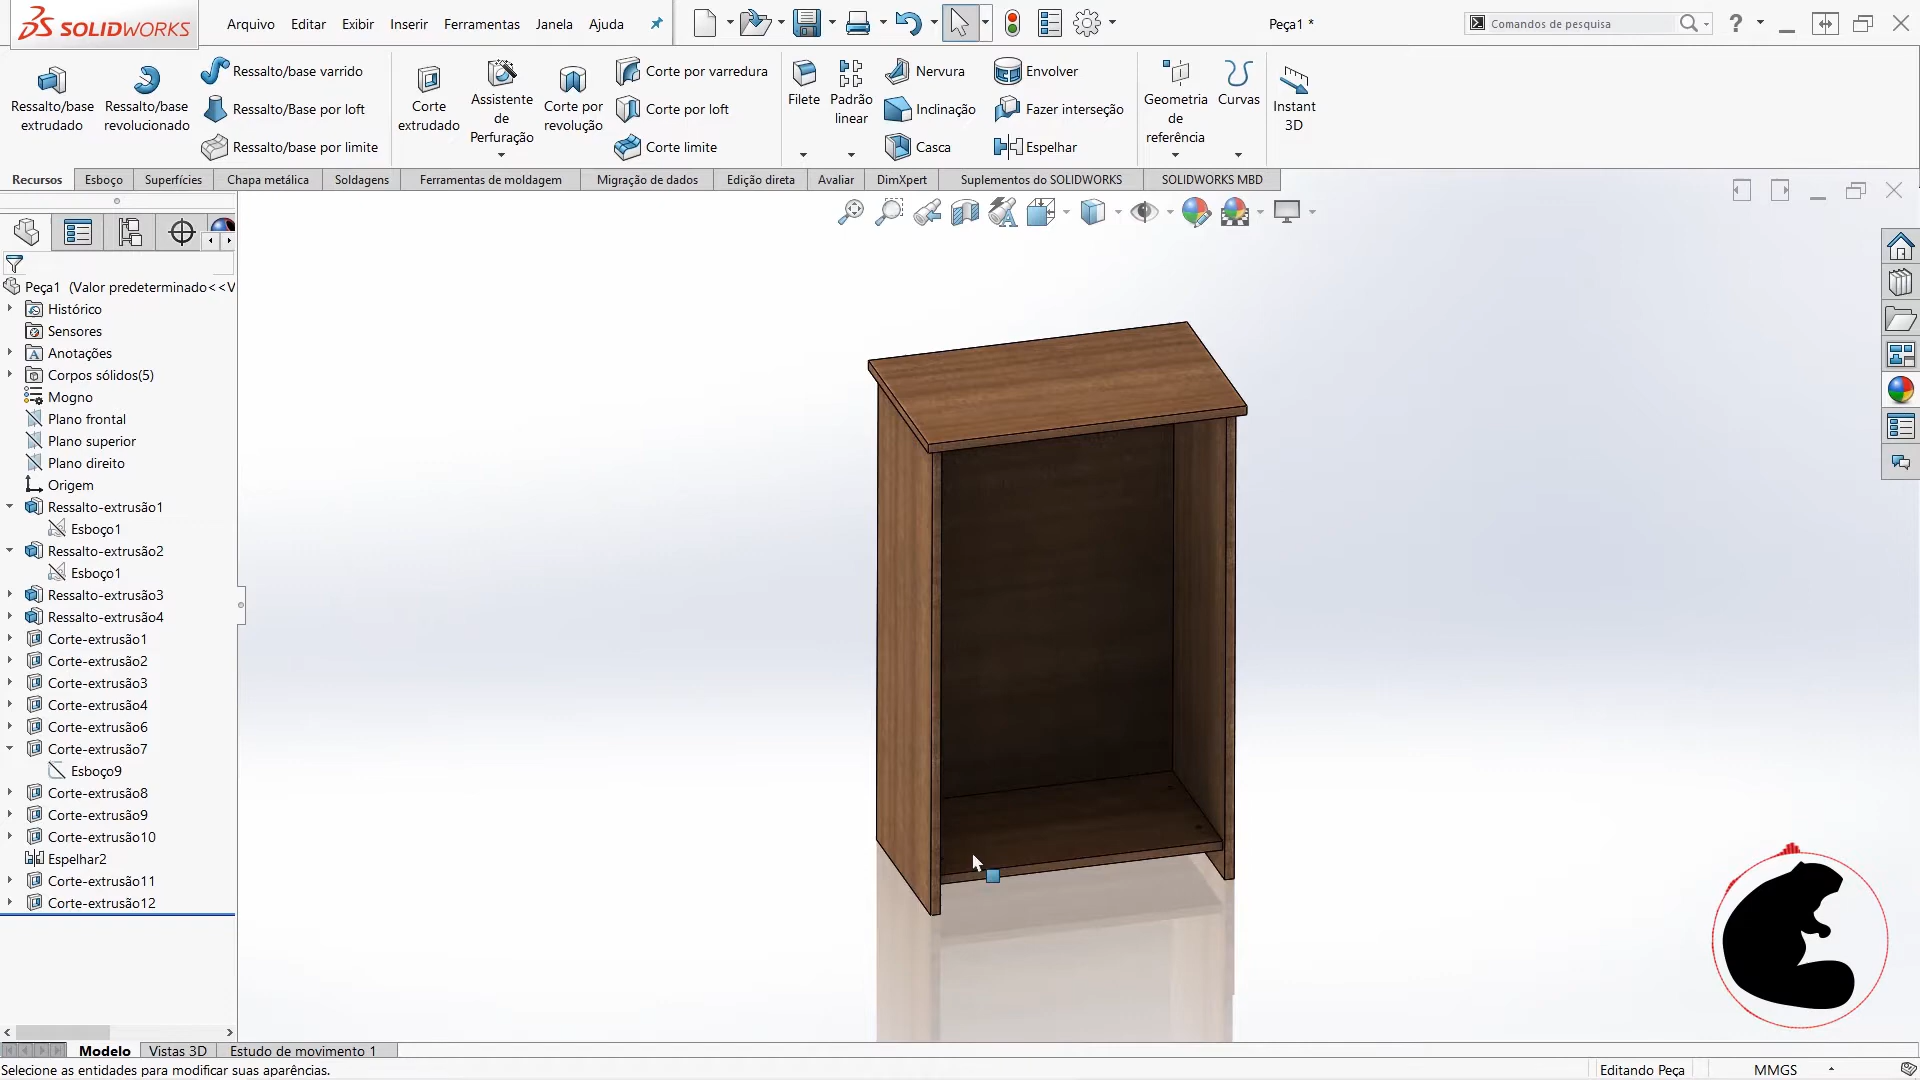 SOLIDWORKS
Arquivo Editar Exibir Inserir Ferramentas Janela Ajuda
Peça1 *
Comandos de pesquisa
?
Ressalto/base extrudado
Ressalto/base revolucionado
Ressalto/base varrido
Ressalto/Base por loft
Ressalto/base por limite
Corte extrudado
Assistente de Perfuração
Corte por revolução
Corte por varredura
Corte por loft
Corte limite
Filete
Padrão linear
Nervura
Inclinação
Casca
Envolver
Fazer interseção
Espelhar
Geometria de referência
Curvas
Instant 3D
Recursos Esboço Superfícies Chapa metálica Soldagens Ferramentas de moldagem Migração de dados Edição direta Avaliar DimXpert Suplementos do SOLIDWORKS SOLIDWORKS MBD
Peça1 (Valor predeterminado<<V
Histórico
Sensores
Anotações
Corpos sólidos(5)
Mogno
Plano frontal
Plano superior
Plano direito
Origem
Ressalto-extrusão1
Esboço1
Ressalto-extrusão2
Esboço1
Ressalto-extrusão3
Ressalto-extrusão4
Corte-extrusão1
Corte-extrusão2
Corte-extrusão3
Corte-extrusão4
Corte-extrusão6
Corte-extrusão7
Esboço9
Corte-extrusão8
Corte-extrusão9
Corte-extrusão10
Espelhar2
Corte-extrusão11
Corte-extrusão12
Modelo Vistas 3D Estudo de movimento 1
Selecione as entidades para modificar suas aparências.
Editando Peça MMGS